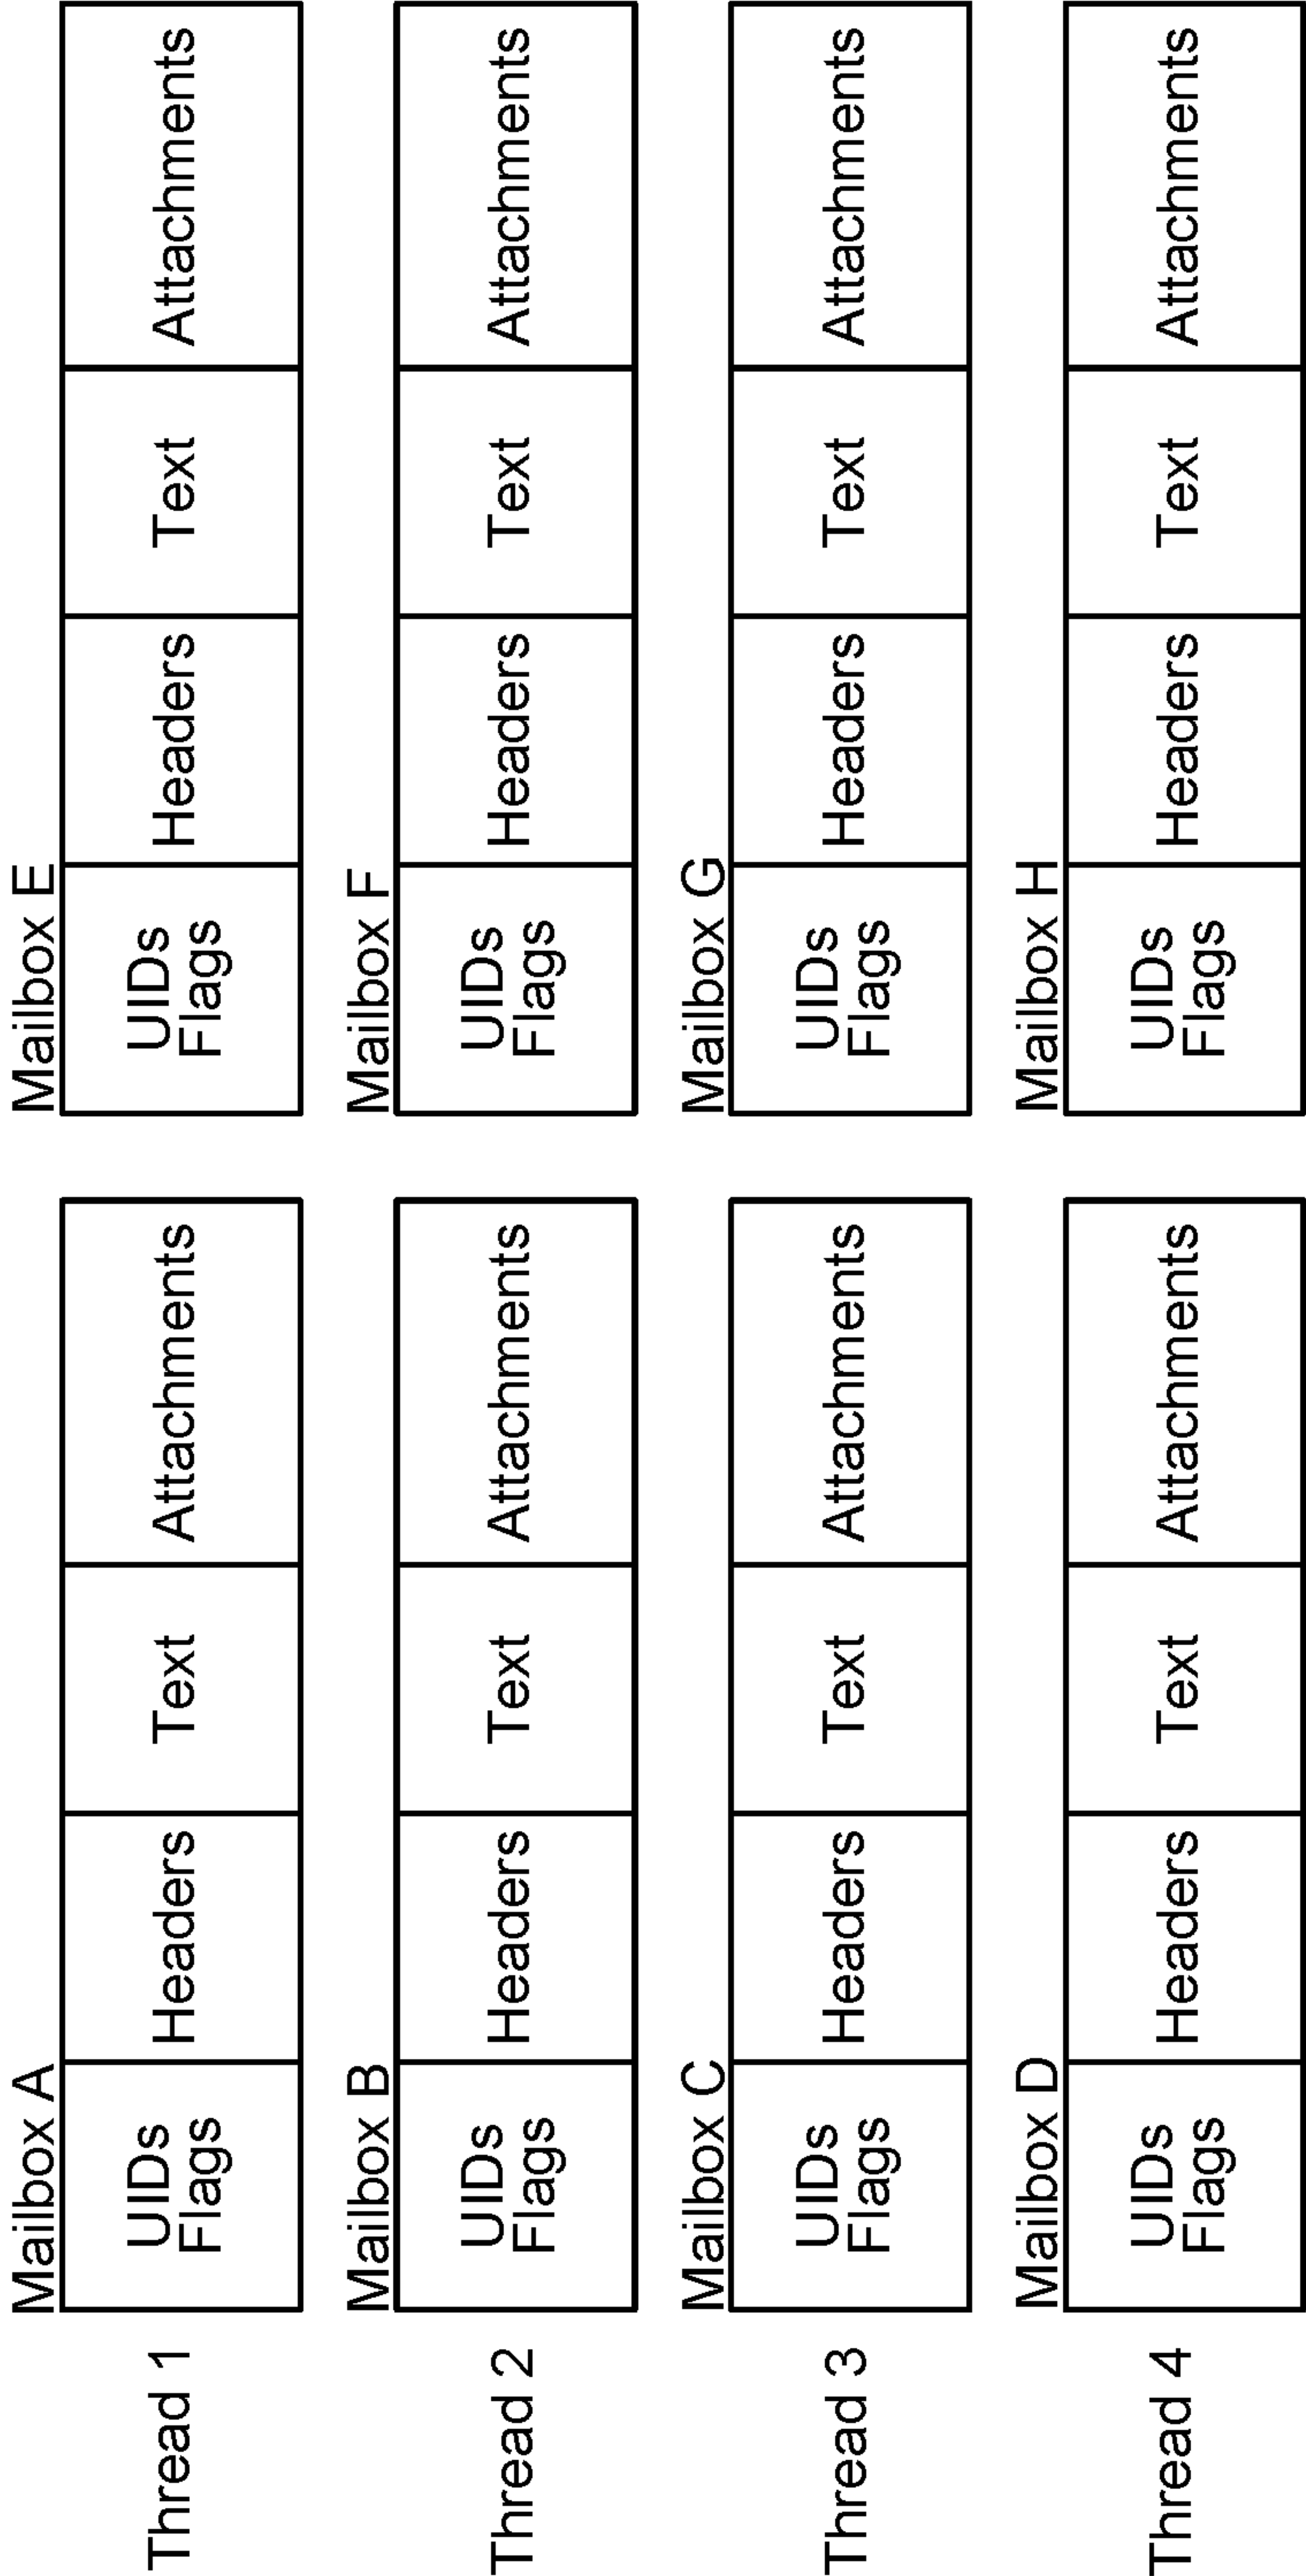 Mailbox A
Mailbox E
Thread 1
UIDs
Flags
Headers
Text
Attachments
UIDs
Flags
Headers
Text
Attachments
Mailbox B
Mailbox F
Thread 2
UIDs
Flags
Headers
Text
Attachments
UIDs
Flags
Headers
Text
Attachments
Mailbox C
Mailbox G
Thread 3
UIDs
Flags
Headers
Text
Attachments
UIDs
Flags
Headers
Text
Attachments
Mailbox D
Mailbox H
Thread 4
UIDs
Flags
Headers
Text
Attachments
UIDs
Flags
Headers
Text
Attachments